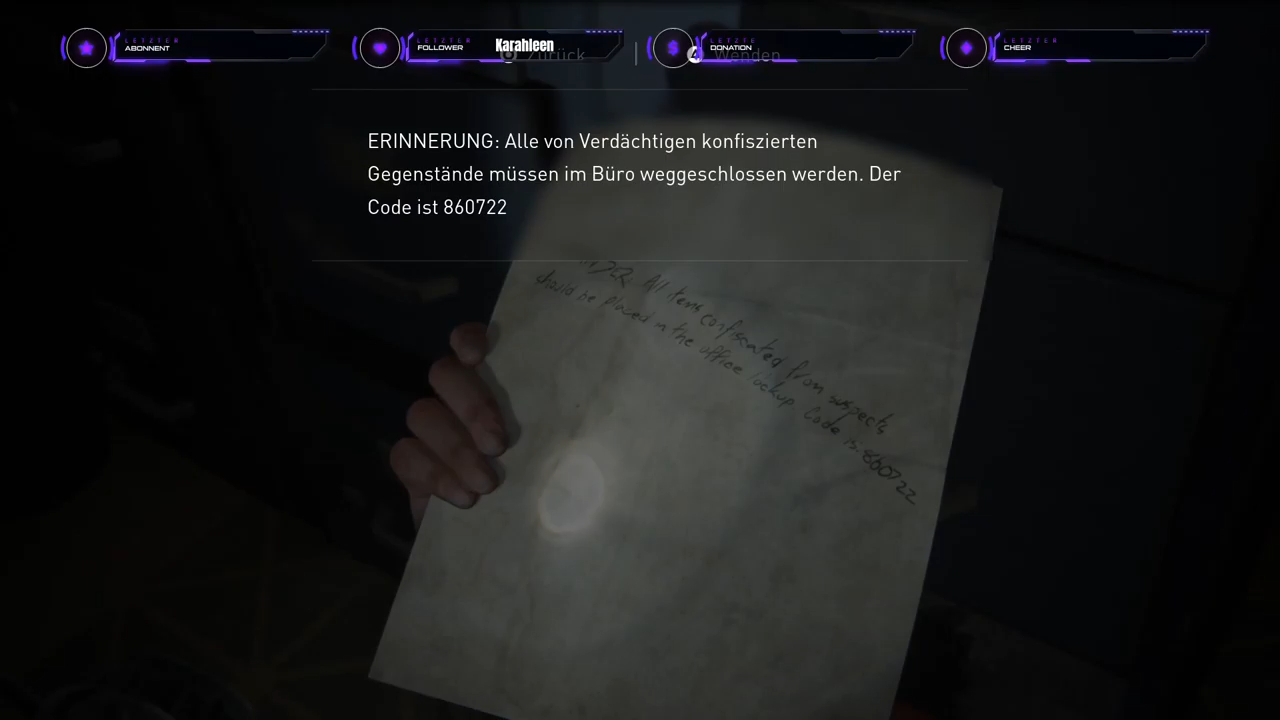 LETZTER
ABONNENT
LETZTER
FOLLOWER
Karahleen
LETZTE
DONATION
LETZTER
CHEER
Zurück
Wenden
ERINNERUNG: Alle von Verdächtigen konfiszierten
Gegenstände müssen im Büro weggeschlossen werden. Der
Code ist 860722
All items confiscated from suspects
should be placed in the office lockup. Code is: 860722